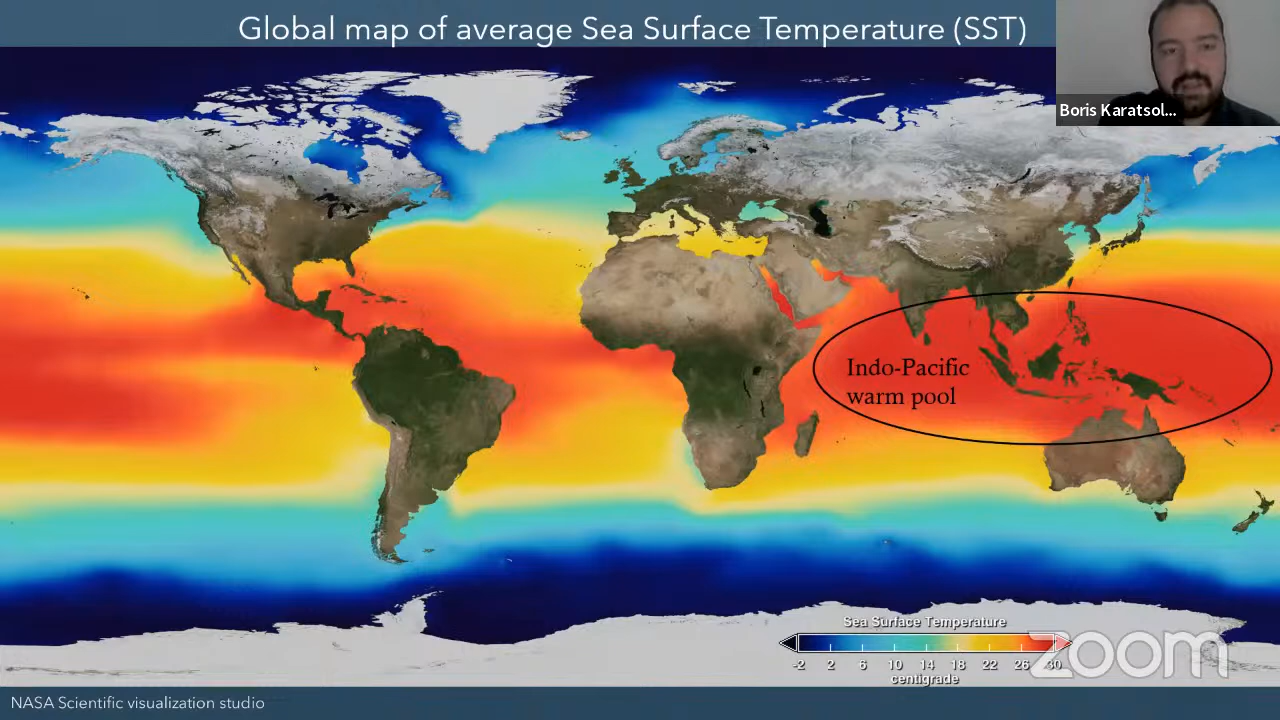 Global map of average Sea Surface Temperature (SST)
Boris Karatsol...
Indo-Pacific
warm pool
Sea Surface Temperature
-2 2 6 10 14 18 22 26 30
centigrade
zoom
NASA Scientific visualization studio